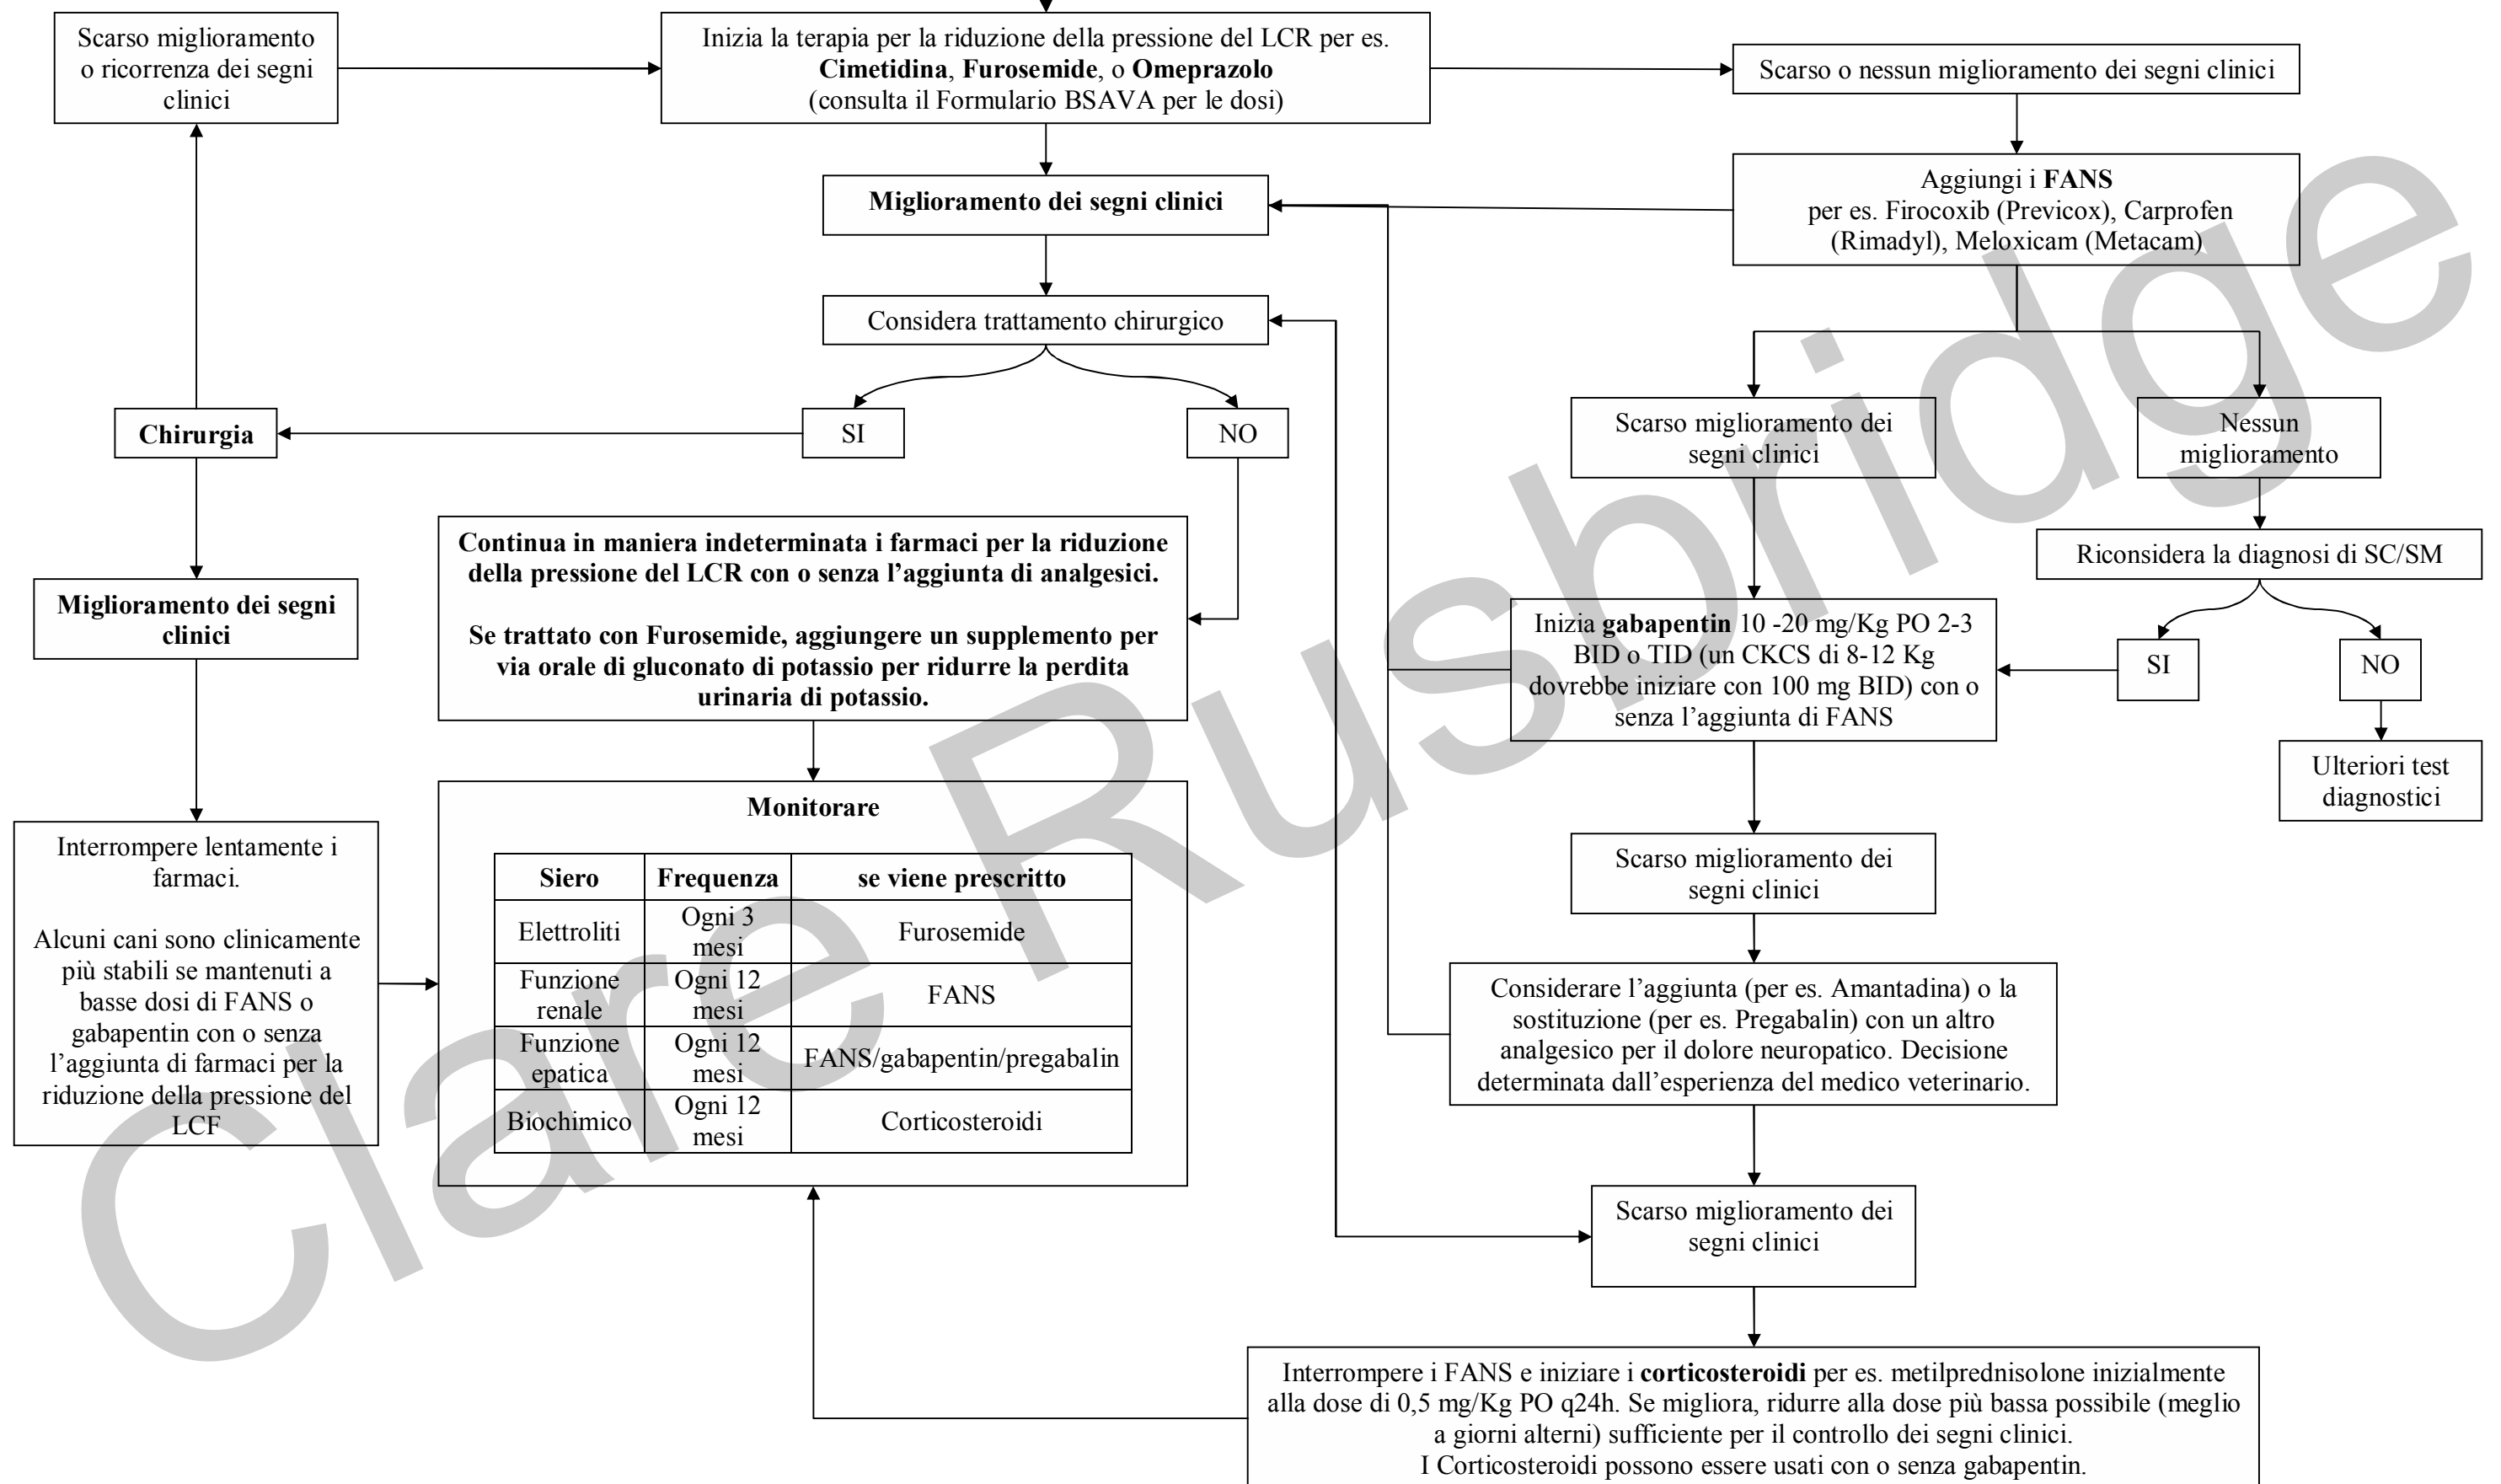 Scarso miglioramento
o ricorrenza dei segni
clinici
Inizia la terapia per la riduzione della pressione del LCR per es.
Cimetidina, Furosemide, o Omeprazolo
(consulta il Formulario BSAVA per le dosi)
Scarso o nessun miglioramento dei segni clinici
Miglioramento dei segni clinici
Aggiungi i FANS
per es. Firocoxib (Previcox), Carprofen
(Rimadyl), Meloxicam (Metacam)
Considera trattamento chirurgico
Chirurgia
SI
NO
Scarso miglioramento dei
segni clinici
Nessun
miglioramento
Continua in maniera indeterminata i farmaci per la riduzione
della pressione del LCR con o senza l'aggiunta di analgesici.
Se trattato con Furosemide, aggiungere un supplemento per
via orale di gluconato di potassio per ridurre la perdita
urinaria di potassio.
Riconsidera la diagnosi di SC/SM
Miglioramento dei segni
clinici
Inizia gabapentin 10 -20 mg/Kg PO 2-3
BID o TID (un CKCS di 8-12 Kg
dovrebbe iniziare con 100 mg BID) con o
senza l'aggiunta di FANS
SI
NO
Ulteriori test
diagnostici
Interrompere lentamente i
farmaci.
Alcuni cani sono clinicamente
più stabili se mantenuti a
basse dosi di FANS o
gabapentin con o senza
l'aggiunta di farmaci per la
riduzione della pressione del
LCF
Monitorare
Siero Frequenza se viene prescritto
Elettroliti Ogni 3 mesi Furosemide
Funzione renale Ogni 12 mesi FANS
Funzione epatica Ogni 12 mesi FANS/gabapentin/pregabalin
Biochimico Ogni 12 mesi Corticosteroidi
Scarso miglioramento dei
segni clinici
Considerare l'aggiunta (per es. Amantadina) o la
sostituzione (per es. Pregabalin) con un altro
analgesico per il dolore neuropatico. Decisione
determinata dall'esperienza del medico veterinario.
Scarso miglioramento dei
segni clinici
Interrompere i FANS e iniziare i corticosteroidi per es. metilprednisolone inizialmente
alla dose di 0,5 mg/Kg PO q24h. Se migliora, ridurre alla dose più bassa possibile (meglio
a giorni alterni) sufficiente per il controllo dei segni clinici.
I Corticosteroidi possono essere usati con o senza gabapentin.
Clare Rusbridge